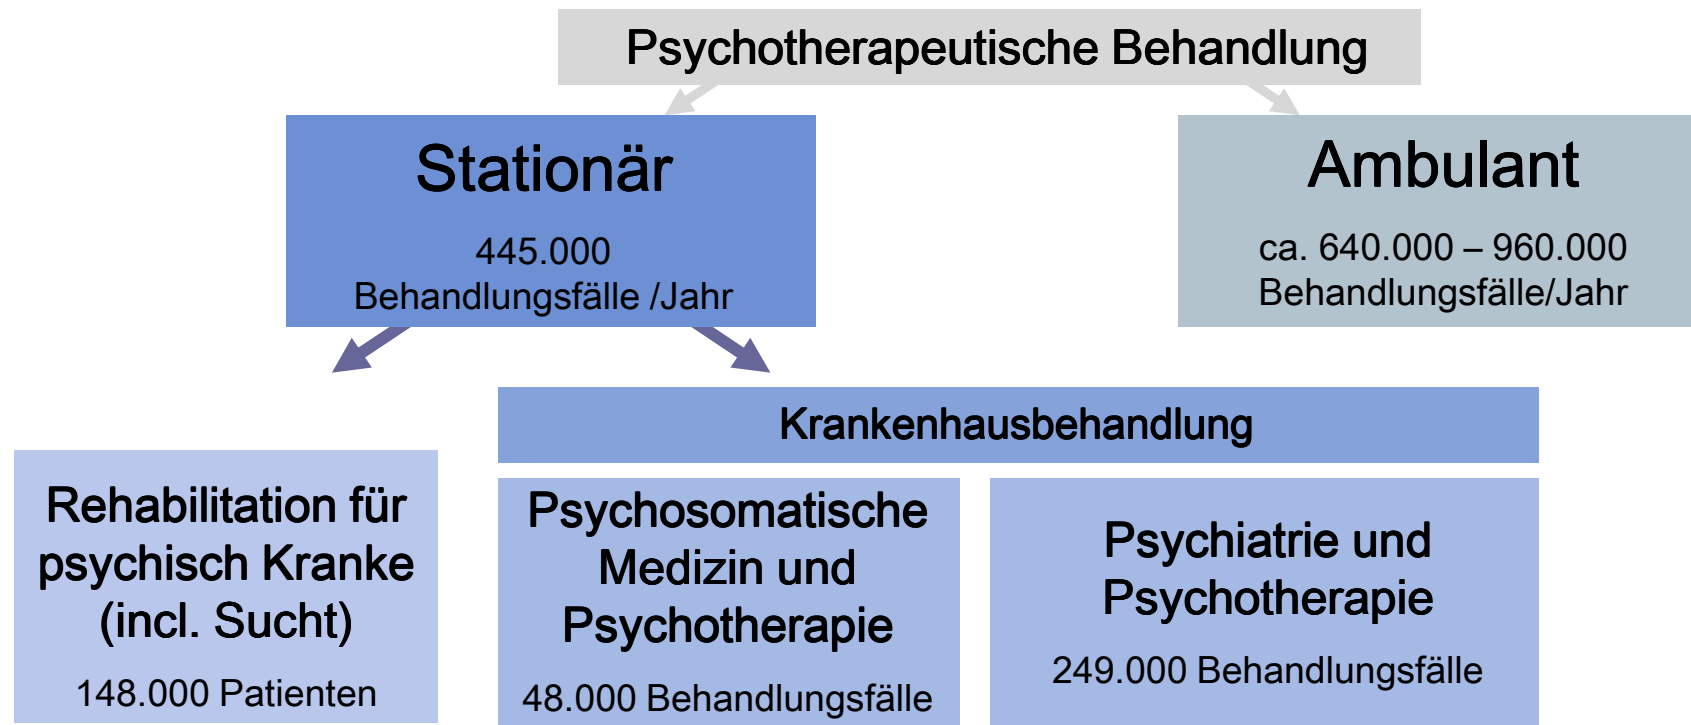 Psychotherapeutische Behandlung
Stationär
445.000
Behandlungsfälle /Jahr
Ambulant
ca. 640.000 – 960.000
Behandlungsfälle/Jahr
Krankenhausbehandlung
Rehabilitation für
psychisch Kranke
(incl. Sucht)
148.000 Patienten
Psychosomatische
Medizin und
Psychotherapie
48.000 Behandlungsfälle
Psychiatrie und
Psychotherapie
249.000 Behandlungsfälle